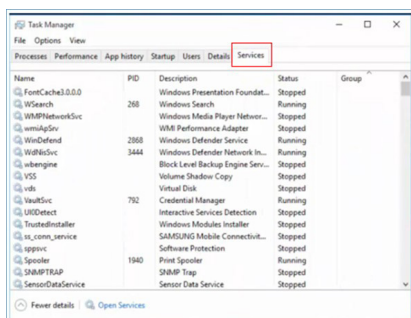 Task Manager
File Options View
Processes Performance App history Startup Users Details Services
Name PID Description Status Group
FontCache3.0.0.0 Windows Presentation Foundat... Stopped
WSearch 268 Windows Search Running
WMPNetworkSvc Windows Media Player Networ... Stopped
wmiApSrv WMI Performance Adapter Stopped
WinDefend 2868 Windows Defender Service Running
WdNisSvc 3444 Windows Defender Network In... Running
wbengine Block Level Backup Engine Serv... Stopped
VSS Volume Shadow Copy Stopped
vds Virtual Disk Stopped
VaultSvc 792 Credential Manager Running
UI0Detect Interactive Services Detection Stopped
TrustedInstaller Windows Modules Installer Stopped
ss_conn_service SAMSUNG Mobile Connectivit... Stopped
sppsvc Software Protection Stopped
Spooler 1940 Print Spooler Running
SNMPTRAP SNMP Trap Stopped
SensorDataService Sensor Data Service Stopped
Fewer details Open Services